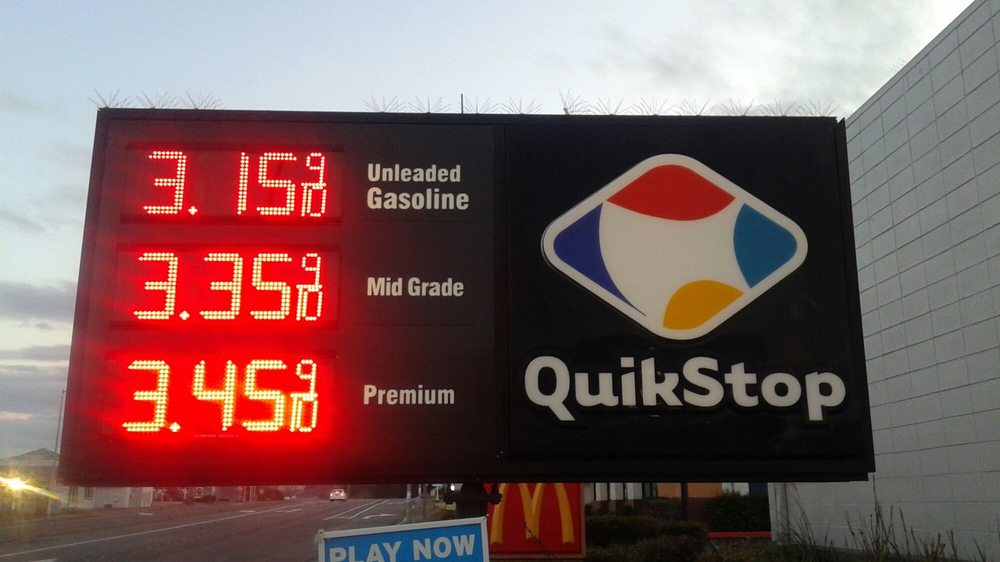 3.15 9/10
Unleaded
Gasoline
3.35 9/10
Mid Grade
3.45 9/10
Premium
QuikStop
PLAY NOW